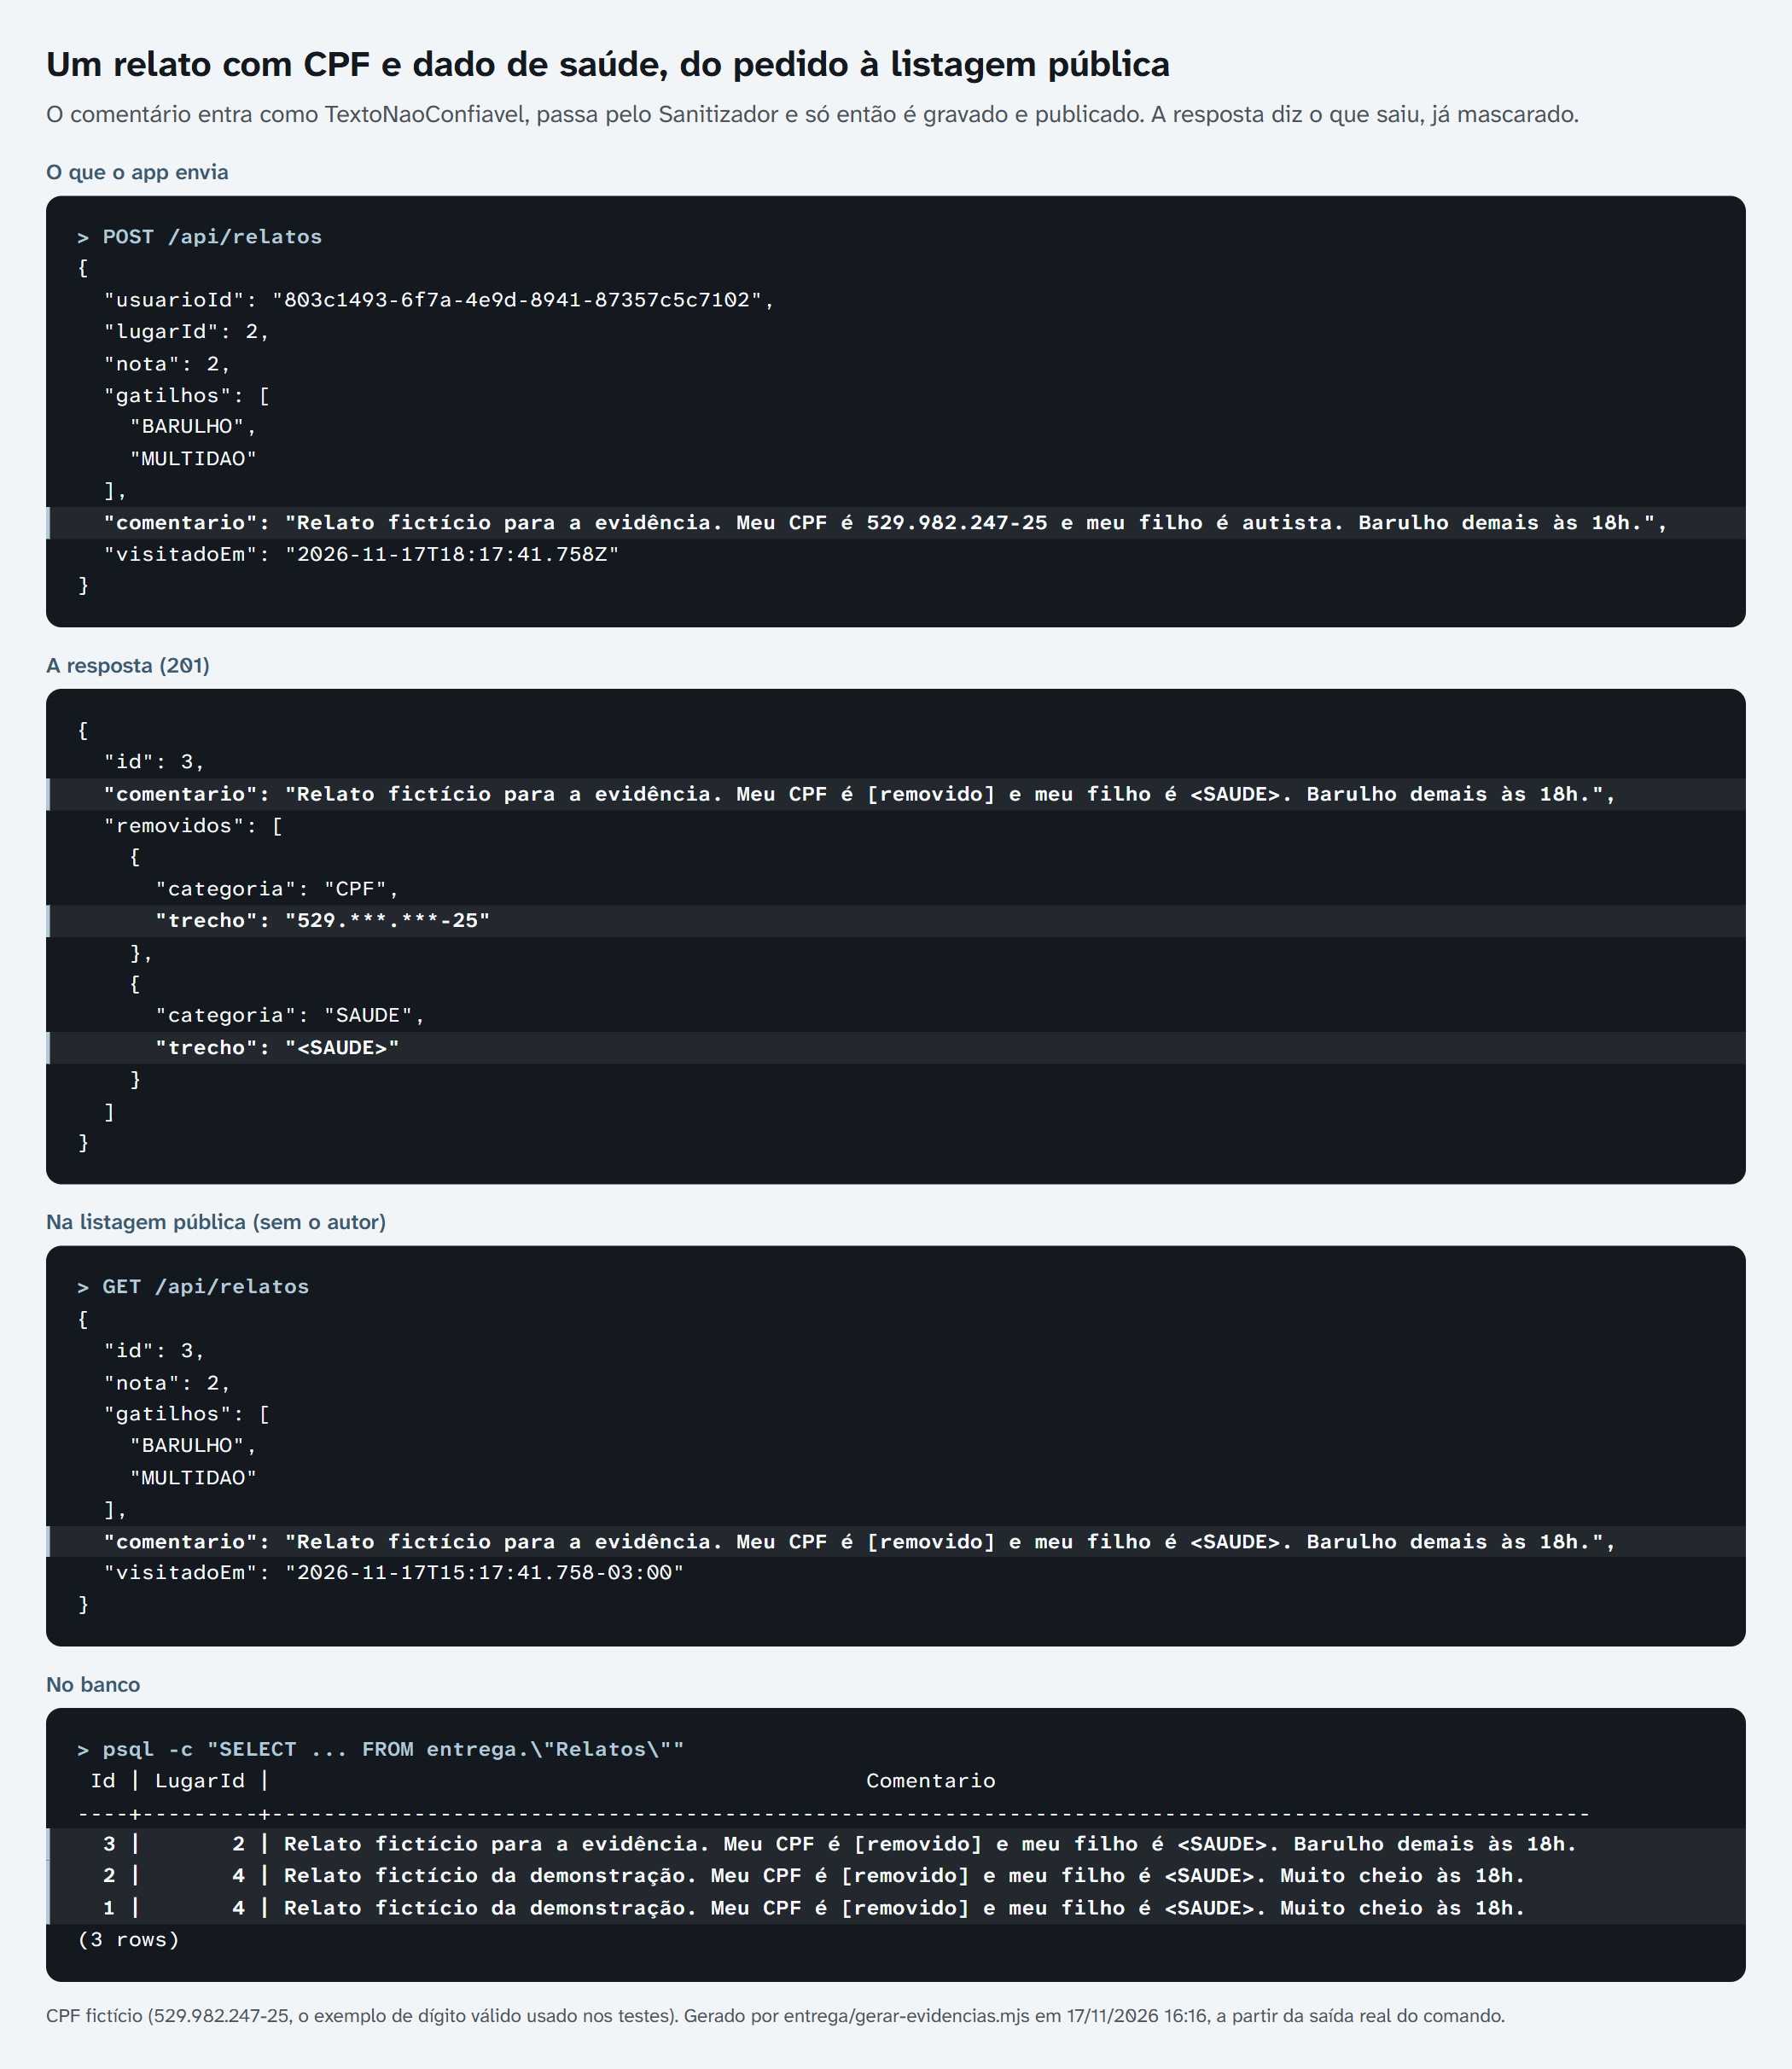 Um relato com CPF e dado de saúde, do pedido à listagem pública
O comentário entra como TextoNaoConfiavel, passa pelo Sanitizador e só então é gravado e publicado. A resposta diz o que saiu, já mascarado.
O que o app envia
> POST /api/relatos
{
  "usuarioId": "803c1493-6f7a-4e9d-8941-87357c5c7102",
  "lugarId": 2,
  "nota": 2,
  "gatilhos": [
    "BARULHO",
    "MULTIDAO"
  ],
  "comentario": "Relato fictício para a evidência. Meu CPF é 529.982.247-25 e meu filho é autista. Barulho demais às 18h.",
  "visitadoEm": "2026-11-17T18:17:41.758Z"
}
A resposta (201)
{
  "id": 3,
  "comentario": "Relato fictício para a evidência. Meu CPF é [removido] e meu filho é <SAUDE>. Barulho demais às 18h.",
  "removidos": [
    {
      "categoria": "CPF",
      "trecho": "529.***.***-25"
    },
    {
      "categoria": "SAUDE",
      "trecho": "<SAUDE>"
    }
  ]
}
Na listagem pública (sem o autor)
> GET /api/relatos
{
  "id": 3,
  "nota": 2,
  "gatilhos": [
    "BARULHO",
    "MULTIDAO"
  ],
  "comentario": "Relato fictício para a evidência. Meu CPF é [removido] e meu filho é <SAUDE>. Barulho demais às 18h.",
  "visitadoEm": "2026-11-17T15:17:41.758-03:00"
}
No banco
> psql -c "SELECT ... FROM entrega.\"Relatos\""
 Id | LugarId |                                              Comentario
----+---------+-------------------------------------------------------------------------------------------------------
  3 |       2 | Relato fictício para a evidência. Meu CPF é [removido] e meu filho é <SAUDE>. Barulho demais às 18h.
  2 |       4 | Relato fictício da demonstração. Meu CPF é [removido] e meu filho é <SAUDE>. Muito cheio às 18h.
  1 |       4 | Relato fictício da demonstração. Meu CPF é [removido] e meu filho é <SAUDE>. Muito cheio às 18h.
(3 rows)
CPF fictício (529.982.247-25, o exemplo de dígito válido usado nos testes). Gerado por entrega/gerar-evidencias.mjs em 17/11/2026 16:16, a partir da saída real do comando.